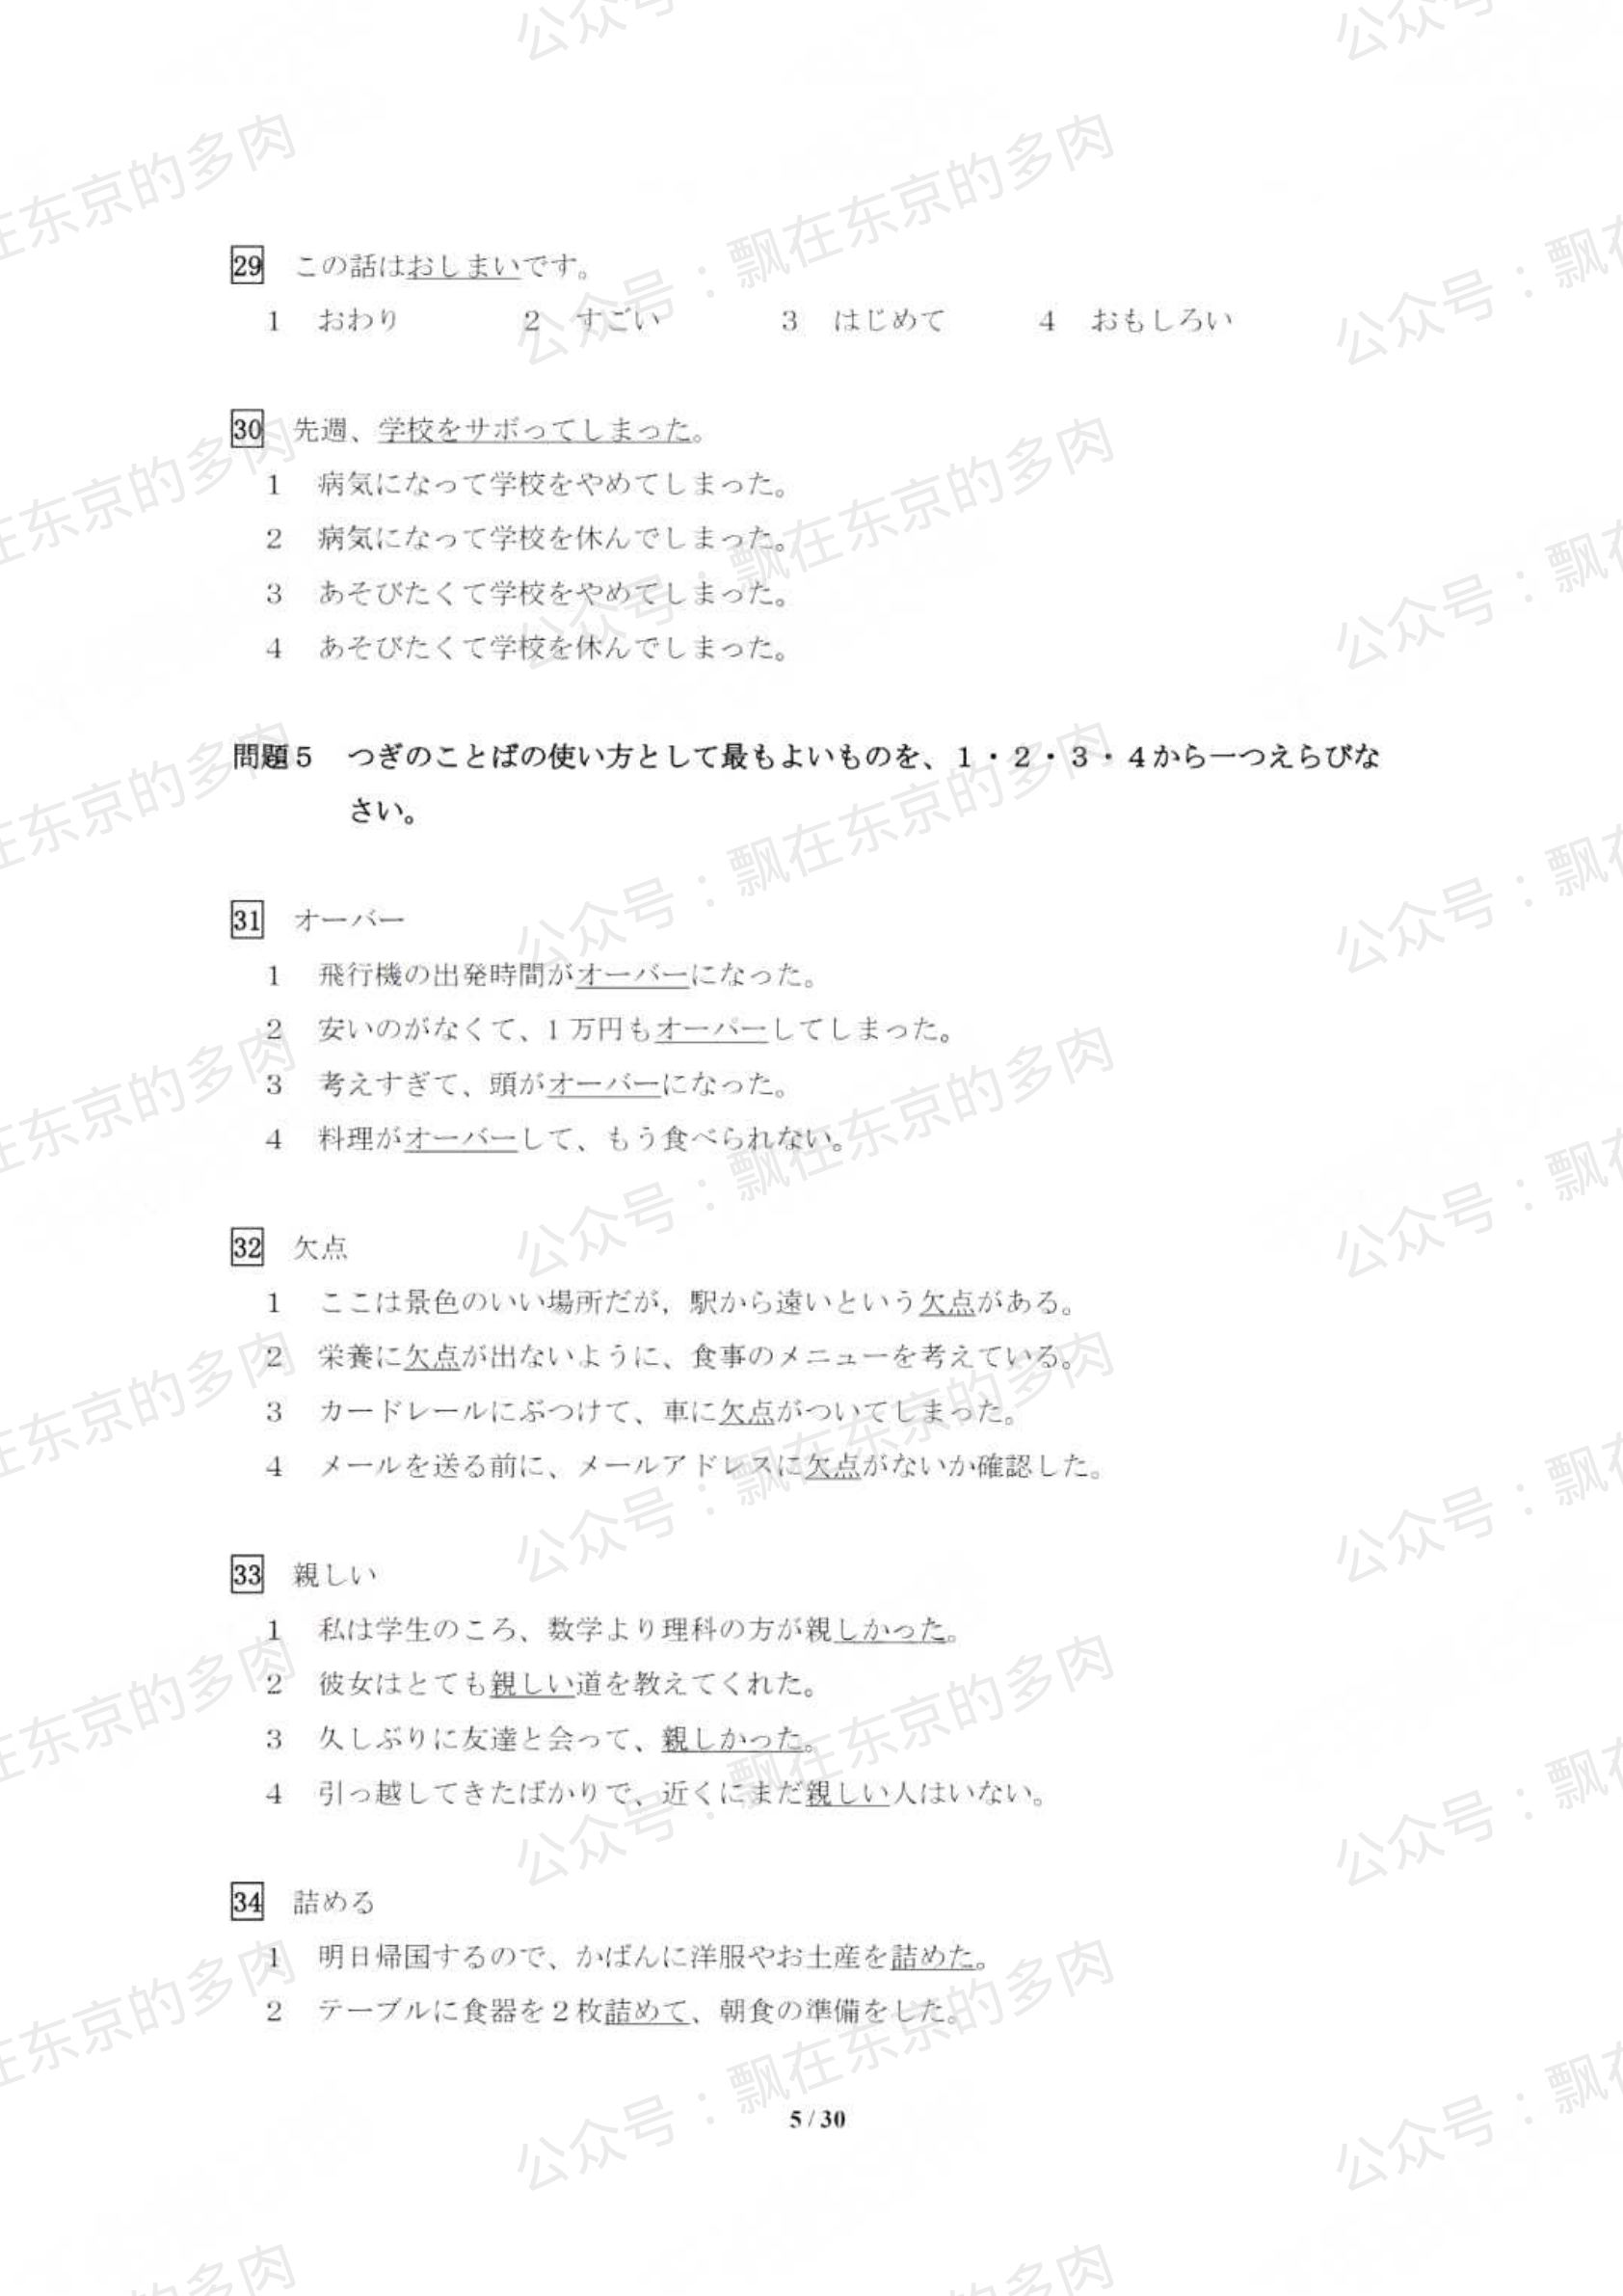 29 この話はおしまいです。
1 おわり 2 すごい 3 はじめて 4 おもしろい
30 先週、学校をサボってしまった。
1 病気になって学校をやめてしまった。
2 病気になって学校を休んでしまった。
3 あそびたくて学校をやめてしまった。
4 あそびたくて学校を休んでしまった。
問題5 つぎのことばの使い方として最もよいものを、1・2・3・4から一つえらびな
さい。
31 オーバー
1 飛行機の出発時間がオーバーになった。
2 安いのがなくて、1万円もオーバーしてしまった。
3 考えすぎて、頭がオーバーになった。
4 料理がオーバーして、もう食べられない。
32 欠点
1 ここは景色のいい場所だが,駅から遠いという欠点がある。
2 栄養に欠点が出ないように、食事のメニューを考えている。
3 カードレールにぶつけて、車に欠点がついてしまった。
4 メールを送る前に、メールアドレスに欠点がないか確認した。
33 親しい
1 私は学生のころ、数学より理科の方が親しかった。
2 彼女はとても親しい道を教えてくれた。
3 久しぶりに友達と会って、親しかった。
4 引っ越してきたばかりで、近くにまだ親しい人はいない。
34 詰める
1 明日帰国するので、かばんに洋服やお土産を詰めた。
2 テーブルに食器を2枚詰めて、朝食の準備をした。
5 / 30
公众号：飘在东京的多肉